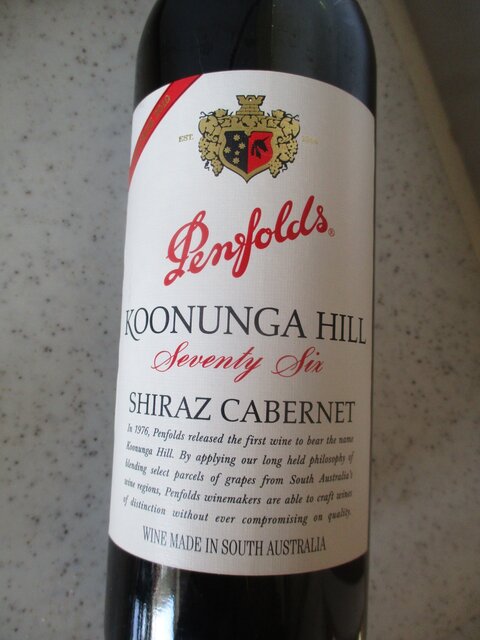 EST.
Penfolds®
KOONUNGA HILL
Seventy Six
SHIRAZ CABERNET
In 1976, Penfolds released the first wine to bear the name
Koonunga Hill. By applying our long held philosophy of
blending select parcels of grapes from South Australia's
wine regions, Penfolds winemakers are able to craft wines
of distinction without ever compromising on quality.
WINE MADE IN SOUTH AUSTRALIA